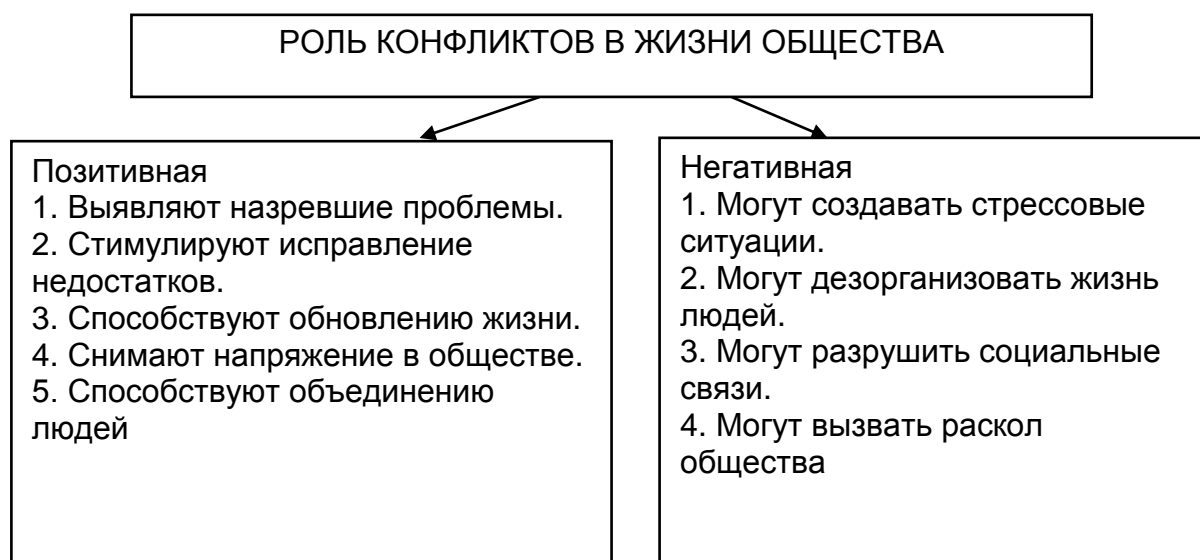 РОЛЬ КОНФЛИКТОВ В ЖИЗНИ ОБЩЕСТВА
Позитивная
1. Выявляют назревшие проблемы.
2. Стимулируют исправление
недостатков.
3. Способствуют обновлению жизни.
4. Снимают напряжение в обществе.
5. Способствуют объединению
людей
Негативная
1. Могут создавать стрессовые
ситуации.
2. Могут дезорганизовать жизнь
людей.
3. Могут разрушить социальные
связи.
4. Могут вызвать раскол
общества